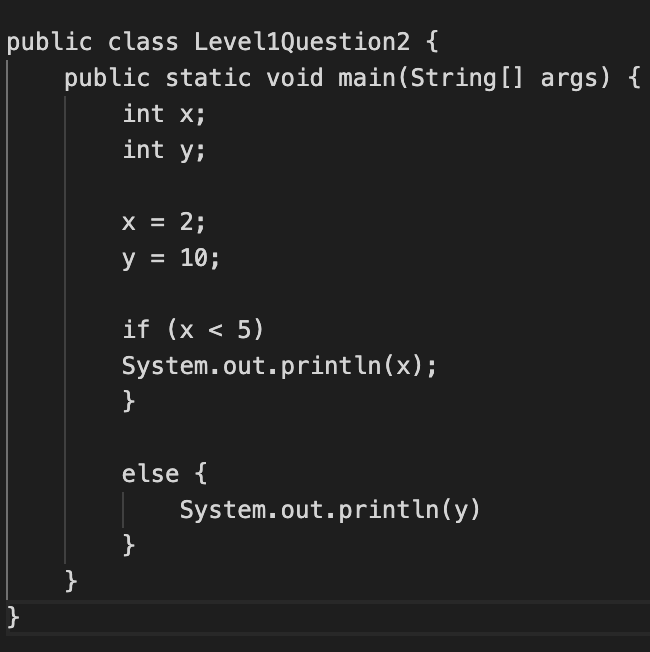 public class Level1Question2 {
    public static void main(String[] args) {
        int x;
        int y;

        x = 2;
        y = 10;

        if (x < 5)
        System.out.println(x);
        }

        else {
            System.out.println(y)
        }
    }
}